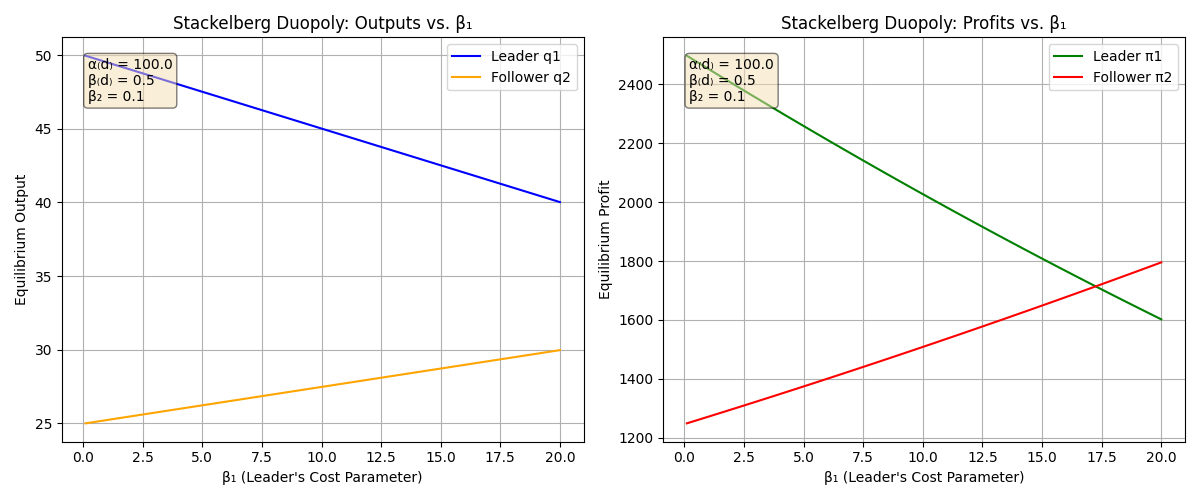 Stackelberg Duopoly: Outputs vs. β₁
Equilibrium Output
50
45
40
35
30
25
α₍d₎ = 100.0
β₍d₎ = 0.5
β₂ = 0.1
Leader q1
Follower q2
0.0 2.5 5.0 7.5 10.0 12.5 15.0 17.5 20.0
β₁ (Leader's Cost Parameter)
Stackelberg Duopoly: Profits vs. β₁
Equilibrium Profit
2400
2200
2000
1800
1600
1400
1200
α₍d₎ = 100.0
β₍d₎ = 0.5
β₂ = 0.1
Leader π1
Follower π2
0.0 2.5 5.0 7.5 10.0 12.5 15.0 17.5 20.0
β₁ (Leader's Cost Parameter)